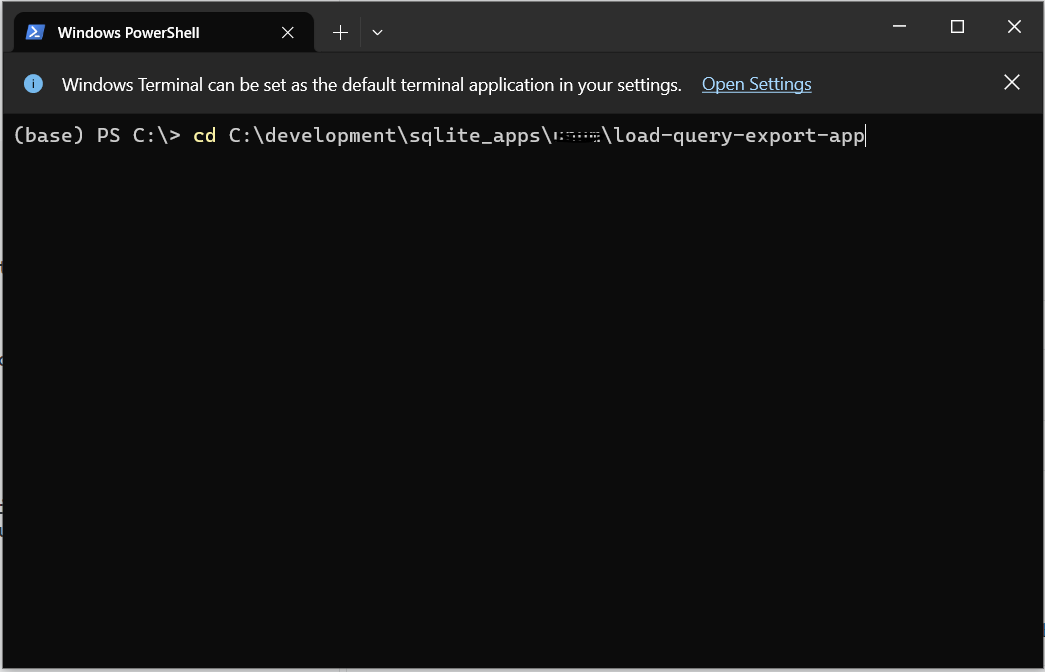 Windows PowerShell
Windows Terminal can be set as the default terminal application in your settings. Open Settings
(base) PS C:\> cd C:\development\sqlite_apps\ \load-query-export-app